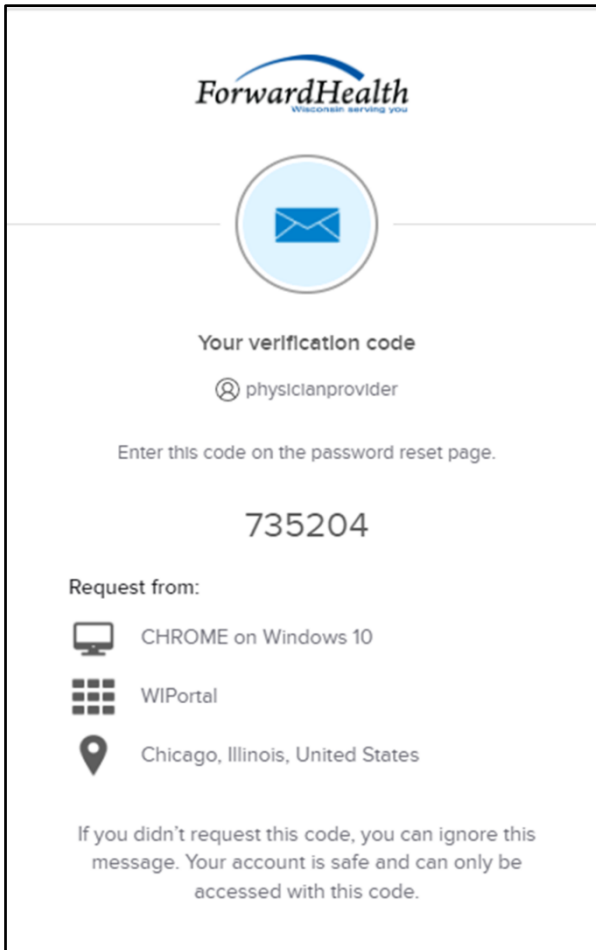 ForwardHealth
Wisconsin serving you
Your verification code
physicianprovider
Enter this code on the password reset page.
735204
Request from:
CHROME on Windows 10
WIPortal
Chicago, Illinois, United States
If you didn't request this code, you can ignore this
message. Your account is safe and can only be
accessed with this code.